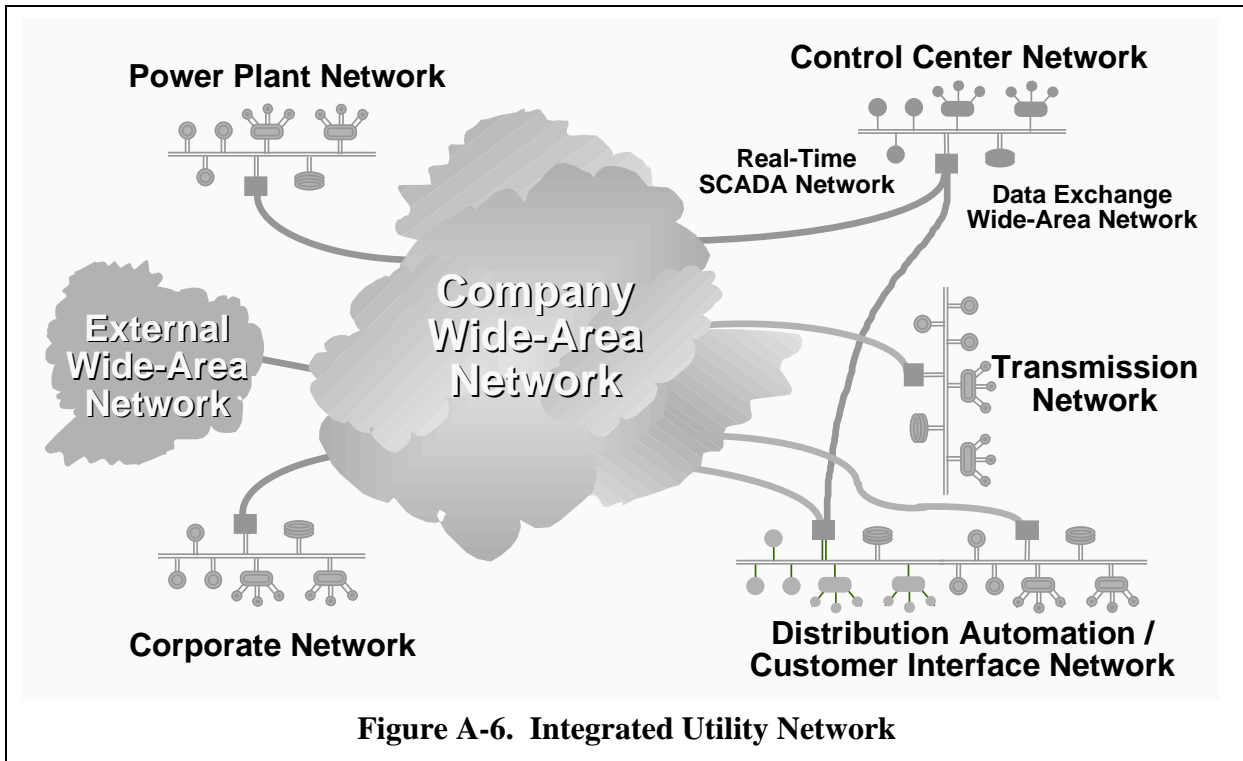 Power Plant Network
Control Center Network
Real-Time
SCADA Network
Data Exchange
Wide-Area Network
Company
Wide-Area
Network
External
Wide-Area
Network
Transmission
Network
Corporate Network
Distribution Automation /
Customer Interface Network
Figure A-6. Integrated Utility Network